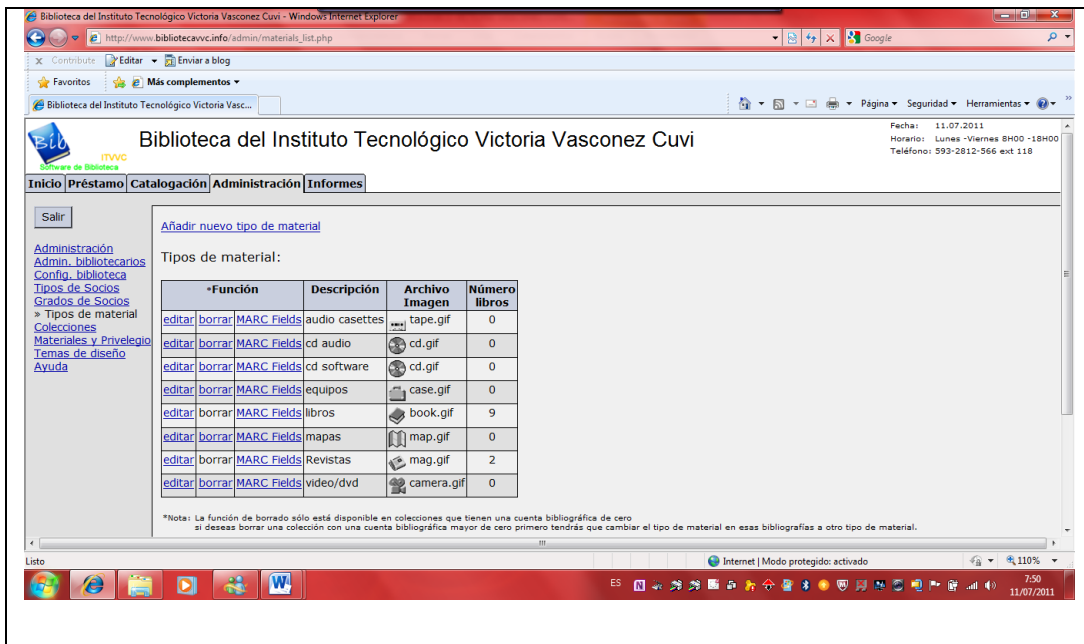 Biblioteca del Instituto Tecnológico Victoria Vasconez Cuvi - Windows Internet Explorer
http://www.bibliotecavvc.info/admin/materials_list.php
Google
x Contribute Editar Enviar a blog
Favoritos Más complementos
Biblioteca del Instituto Tecnológico Victoria Vasc...
Página Seguridad Herramientas
Bib
ITVVC
Software de Biblioteca
Biblioteca del Instituto Tecnológico Victoria Vasconez Cuvi
Fecha: 11.07.2011
Horario: Lunes -Viernes 8H00 -18H00
Teléfono: 593-2812-566 ext 118
Inicio Préstamo Catalogación Administración Informes
Salir
Administración
Admin. bibliotecarios
Config. biblioteca
Tipos de Socios
Grados de Socios
» Tipos de material
Colecciones
Materiales y Privelegio
Temas de diseño
Ayuda
Añadir nuevo tipo de material
Tipos de material:
*Función Descripción Archivo Imagen Número libros
editar borrar MARC Fields audio casettes tape.gif 0
editar borrar MARC Fields cd audio cd.gif 0
editar borrar MARC Fields cd software cd.gif 0
editar borrar MARC Fields equipos case.gif 0
editar borrar MARC Fields libros book.gif 9
editar borrar MARC Fields mapas map.gif 0
editar borrar MARC Fields Revistas mag.gif 2
editar borrar MARC Fields video/dvd camera.gif 0
*Nota: La función de borrado sólo está disponible en colecciones que tienen una cuenta bibliográfica de cero
si deseas borrar una colección con una cuenta bibliográfica mayor de cero primero tendrás que cambiar el tipo de material en esas bibliografías a otro tipo de material.
Listo
Internet | Modo protegido: activado
110%
ES
7:50
11/07/2011